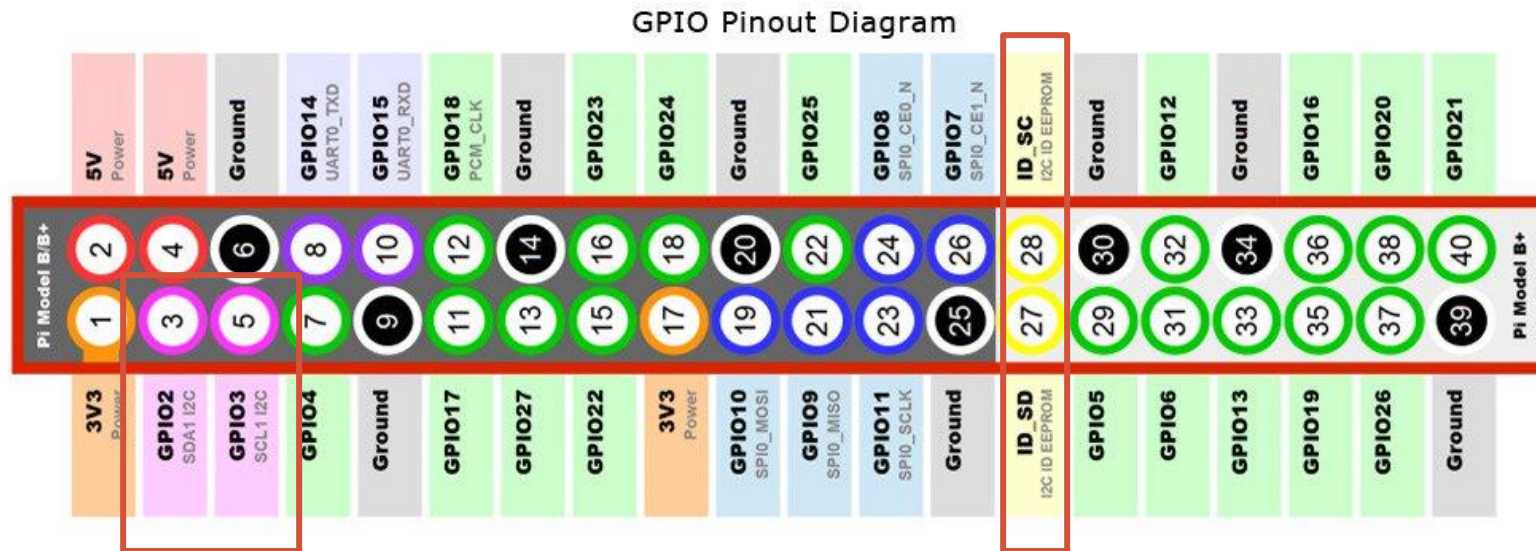 GPIO Pinout Diagram
5V
Power
5V
Power
Ground
GPIO14
UART0_TXD
GPIO15
UART0_RXD
GPIO18
PCM_CLK
Ground
GPIO23
GPIO24
Ground
GPIO25
GPIO8
SPI0_CE0_N
GPIO7
SPI0_CE1_N
ID_SC
I2C ID EEPROM
Ground
GPIO12
Ground
GPIO16
GPIO20
GPIO21
Pi Model B/B+
2 4 6 8 10 12 14 16 18 20 22 24 26 28 30 32 34 36 38 40
1 3 5 7 9 11 13 15 17 19 21 23 25 27 29 31 33 35 37 39
Pi Model B+
3V3
Power
GPIO2
SDA1 I2C
GPIO3
SCL1 I2C
GPIO4
Ground
GPIO17
GPIO27
GPIO22
3V3
Power
GPIO10
SPI0_MOSI
GPIO9
SPI0_MISO
GPIO11
SPI0_SCLK
Ground
ID_SD
I2C ID EEPROM
GPIO5
GPIO6
GPIO13
GPIO19
GPIO26
Ground